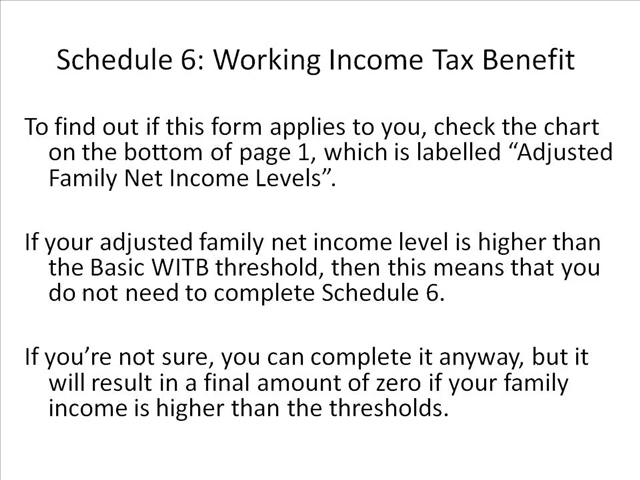 Schedule 6: Working Income Tax Benefit
To find out if this form applies to you, check the chart
on the bottom of page 1, which is labelled “Adjusted
Family Net Income Levels”.
If your adjusted family net income level is higher than
the Basic WITB threshold, then this means that you
do not need to complete Schedule 6.
If you’re not sure, you can complete it anyway, but it
will result in a final amount of zero if your family
income is higher than the thresholds.